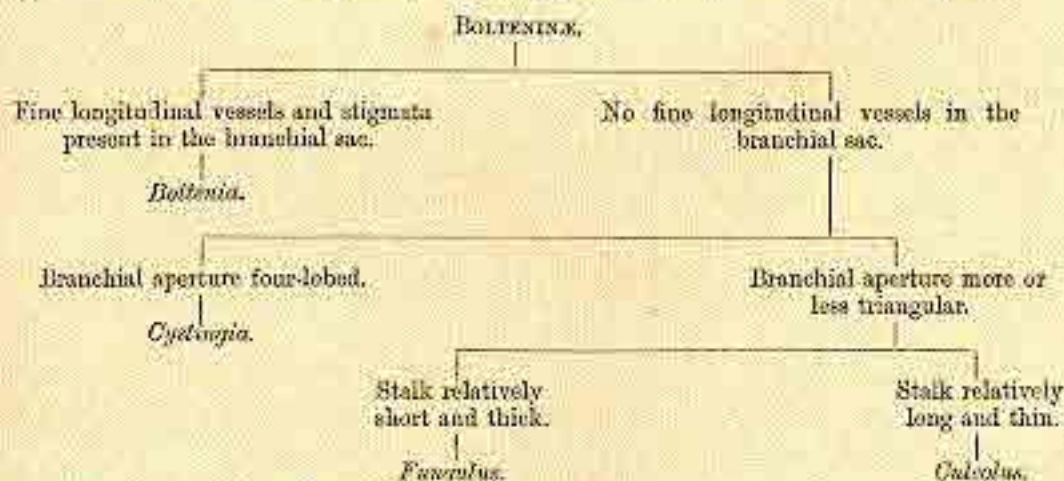 BOLTENINÆ.
Fine longitudinal vessels and stigmata
present in the branchial sac.
Boltenia.
No fine longitudinal vessels in the
branchial sac.
Branchial aperture four-lobed.
Cystingia.
Branchial aperture more or
less triangular.
Stalk relatively
short and thick.
Fungulus.
Stalk relatively
long and thin.
Culeolus.